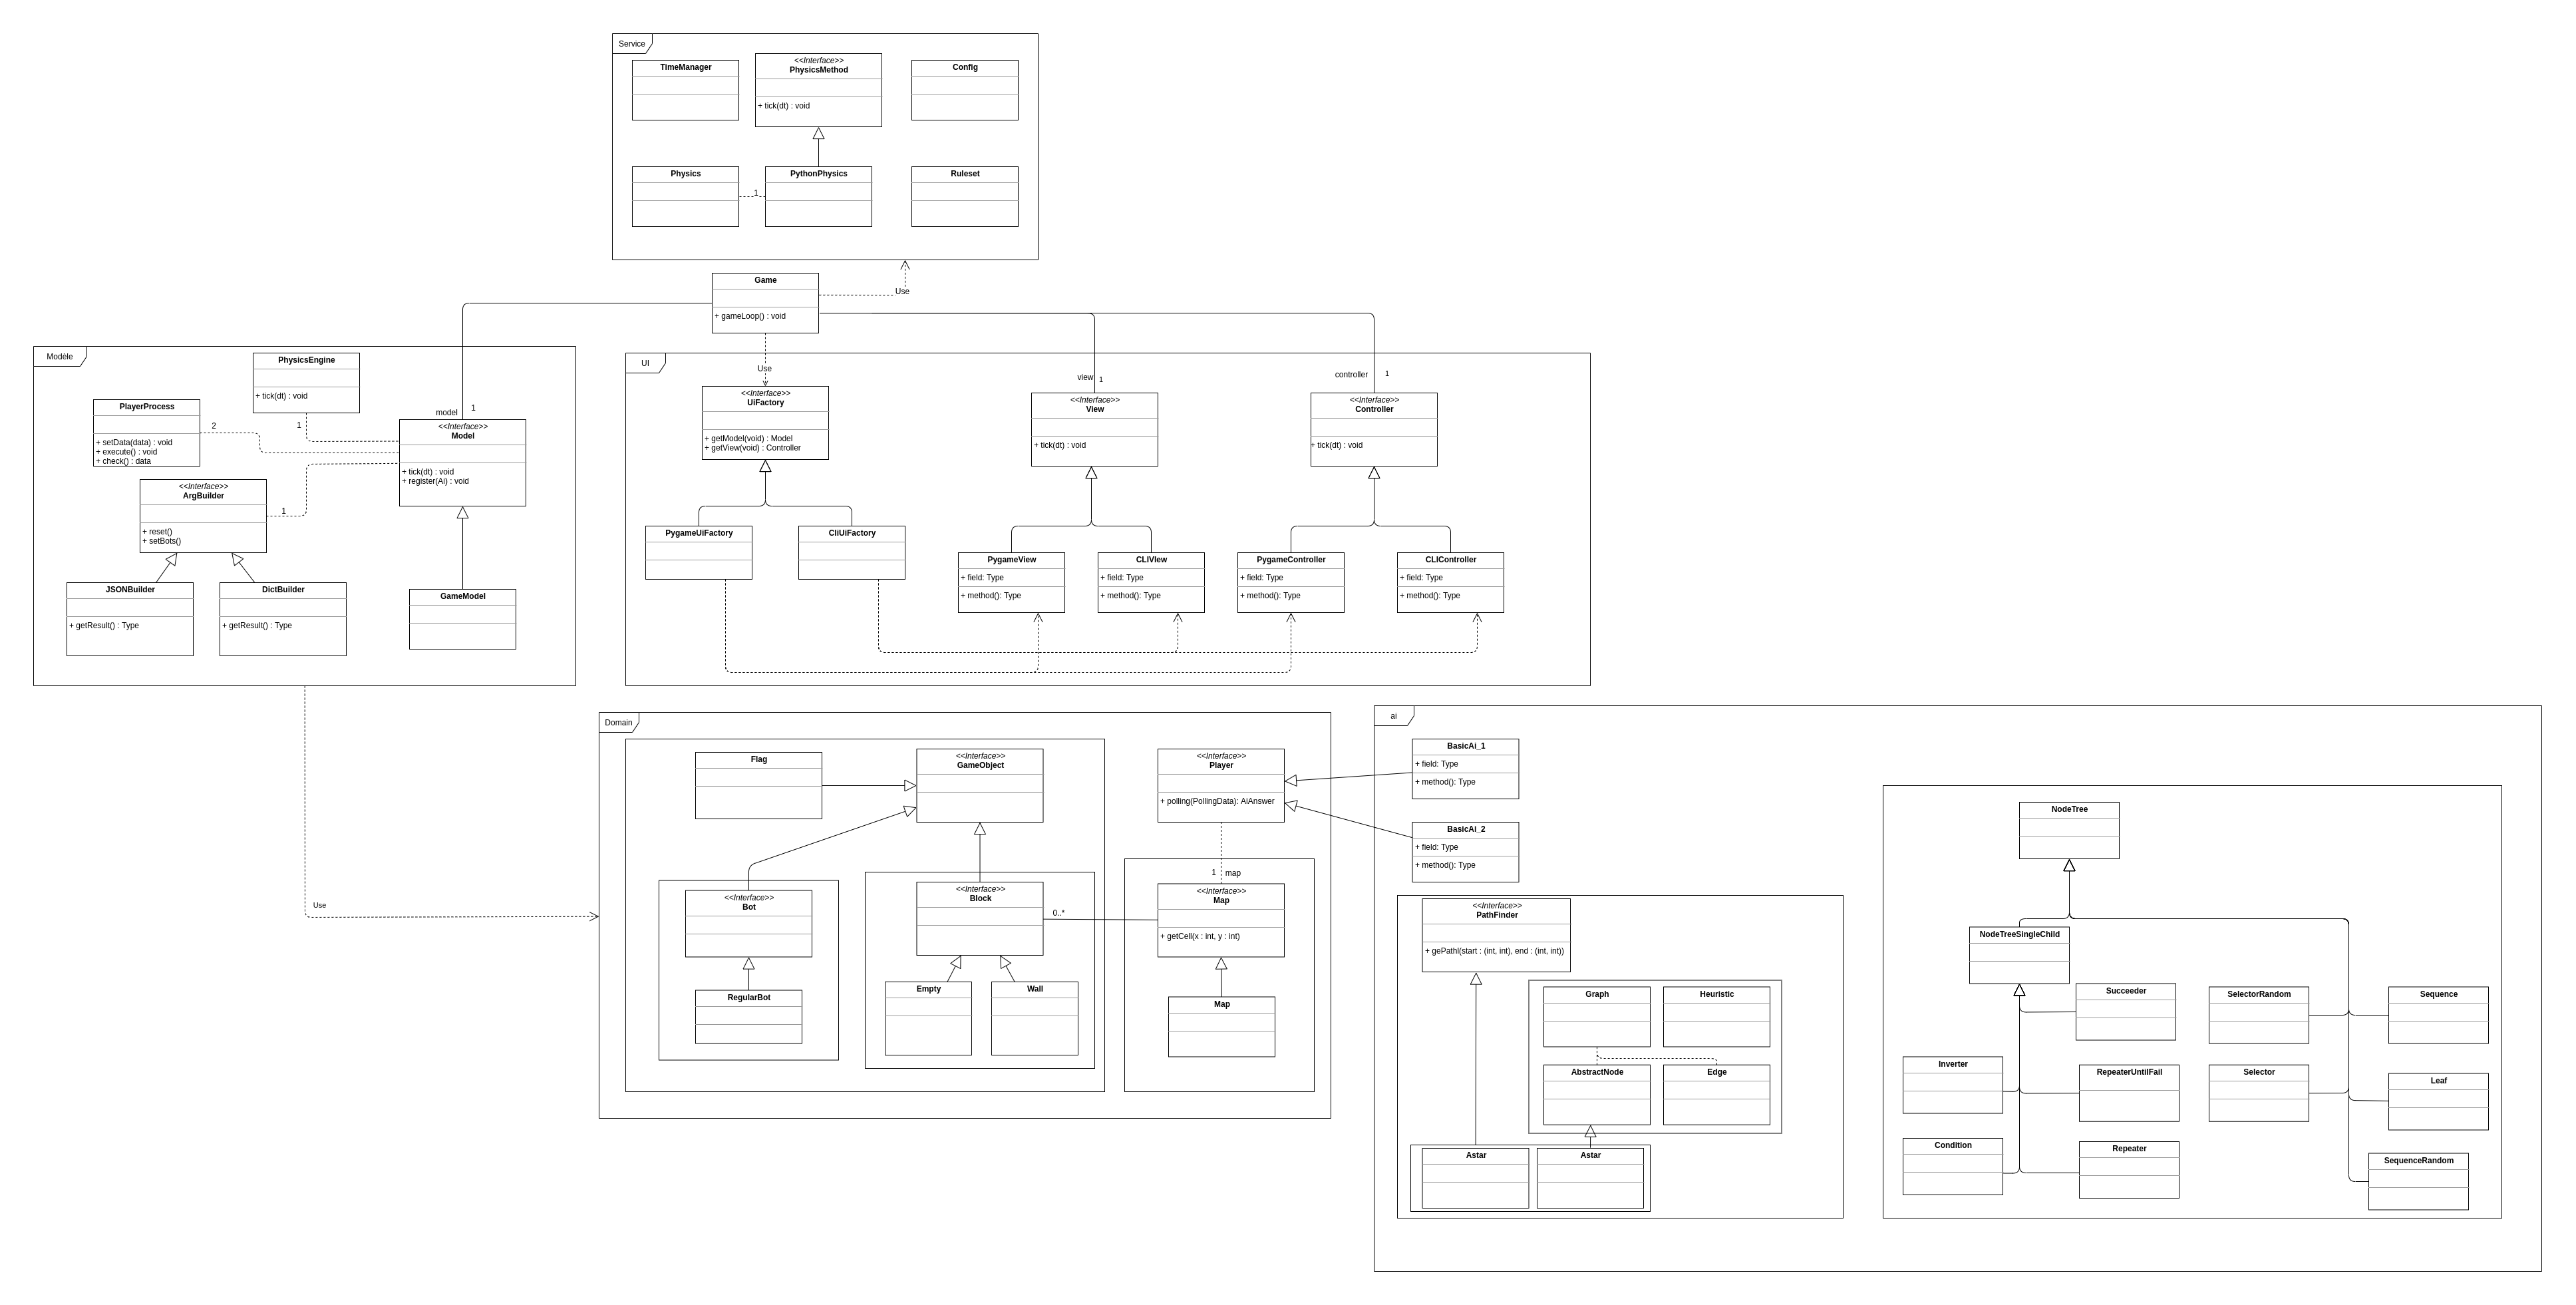 Service
TimeManager
<<Interface>>
PhysicsMethod
+ tick(dt) : void
Config
Physics
1
PythonPhysics
Ruleset
Game
+ gameLoop() : void
Use
Modèle
PhysicsEngine
+ tick(dt) : void
1
PlayerProcess
+ setData(data) : void
+ execute() : void
+ check() : data
2
model
1
<<Interface>>
Model
+ tick(dt) : void
+ register(Ai) : void
<<Interface>>
ArgBuilder
+ reset()
+ setBots()
1
JSONBuilder
+ getResult() : Type
DictBuilder
+ getResult() : Type
GameModel
UI
Use
<<Interface>>
UiFactory
+ getModel(void) : Model
+ getView(void) : Controller
view
1
<<Interface>>
View
+ tick(dt) : void
controller
1
<<Interface>>
Controller
+ tick(dt) : void
PygameUiFactory
CliUiFactory
PygameView
+ field: Type
+ method(): Type
CLIVIew
+ field: Type
+ method(): Type
PygameController
+ field: Type
+ method(): Type
CLIController
+ field: Type
+ method(): Type
Use
Domain
Flag
<<Interface>>
GameObject
<<Interface>>
Player
+ polling(PollingData): AiAnswer
1
map
<<Interface>>
Bot
<<Interface>>
Block
0..*
<<Interface>>
Map
+ getCell(x : int, y : int)
RegularBot
Empty
Wall
Map
ai
BasicAi_1
+ field: Type
+ method(): Type
BasicAi_2
+ field: Type
+ method(): Type
<<Interface>>
PathFinder
+ gePathl(start : (int, int), end : (int, int))
Graph
Heuristic
AbstractNode
Edge
Astar
Astar
NodeTree
NodeTreeSingleChild
Succeeder
SelectorRandom
Sequence
Inverter
RepeaterUntilFail
Selector
Leaf
Condition
Repeater
SequenceRandom